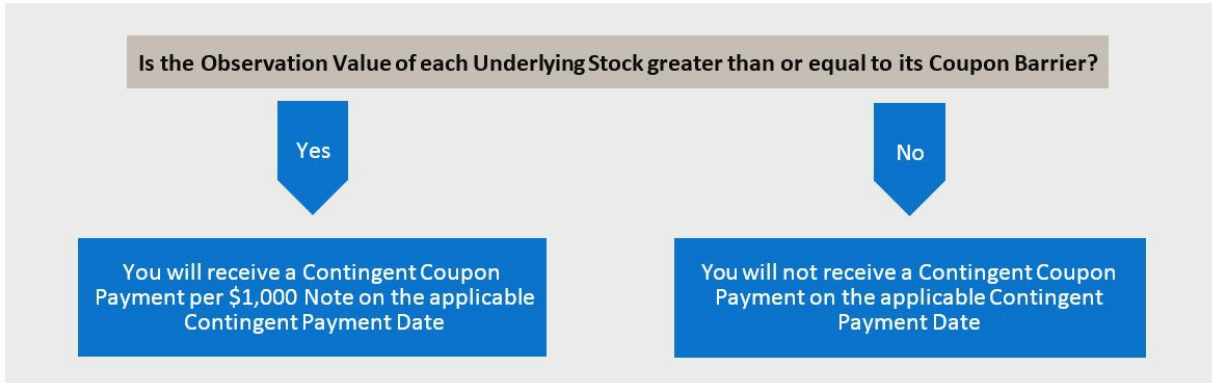 Is the Observation Value of each Underlying Stock greater than or equal to its Coupon Barrier?
Yes
No
You will receive a Contingent Coupon
Payment per $1,000 Note on the applicable
Contingent Payment Date
You will not receive a Contingent Coupon
Payment on the applicable Contingent
Payment Date